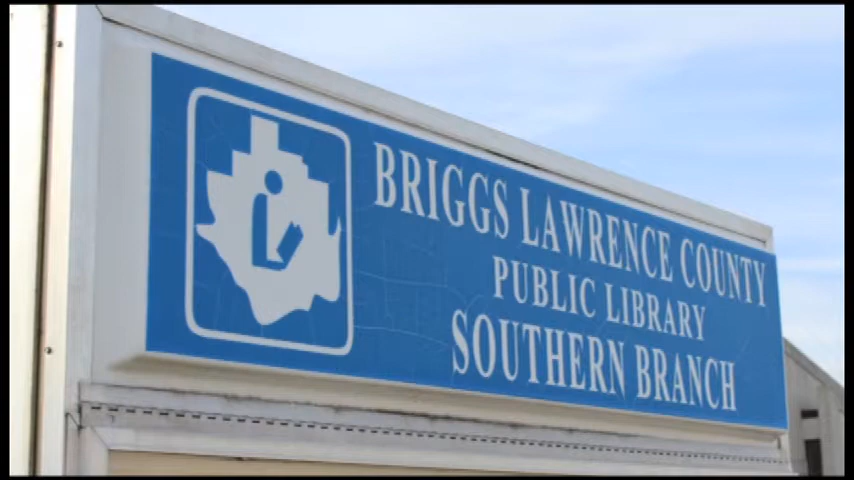 BRIGGS LAWRENCE COUNTY
PUBLIC LIBRARY
SOUTHERN BRANCH